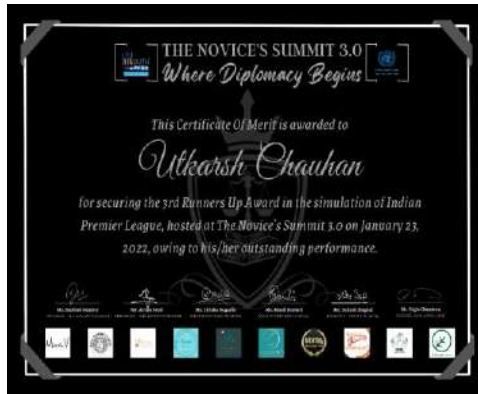 THE NOVICE'S SUMMIT 3.0
Where Diplomacy Begins
This Certificate Of Merit is awarded to
Utkarsh Chauhan
for securing the 3rd Runners Up Award in the simulation of Indian
Premier League, hosted at The Novice's Summit 3.0 on January 23,
2022, owing to his/her outstanding performance.